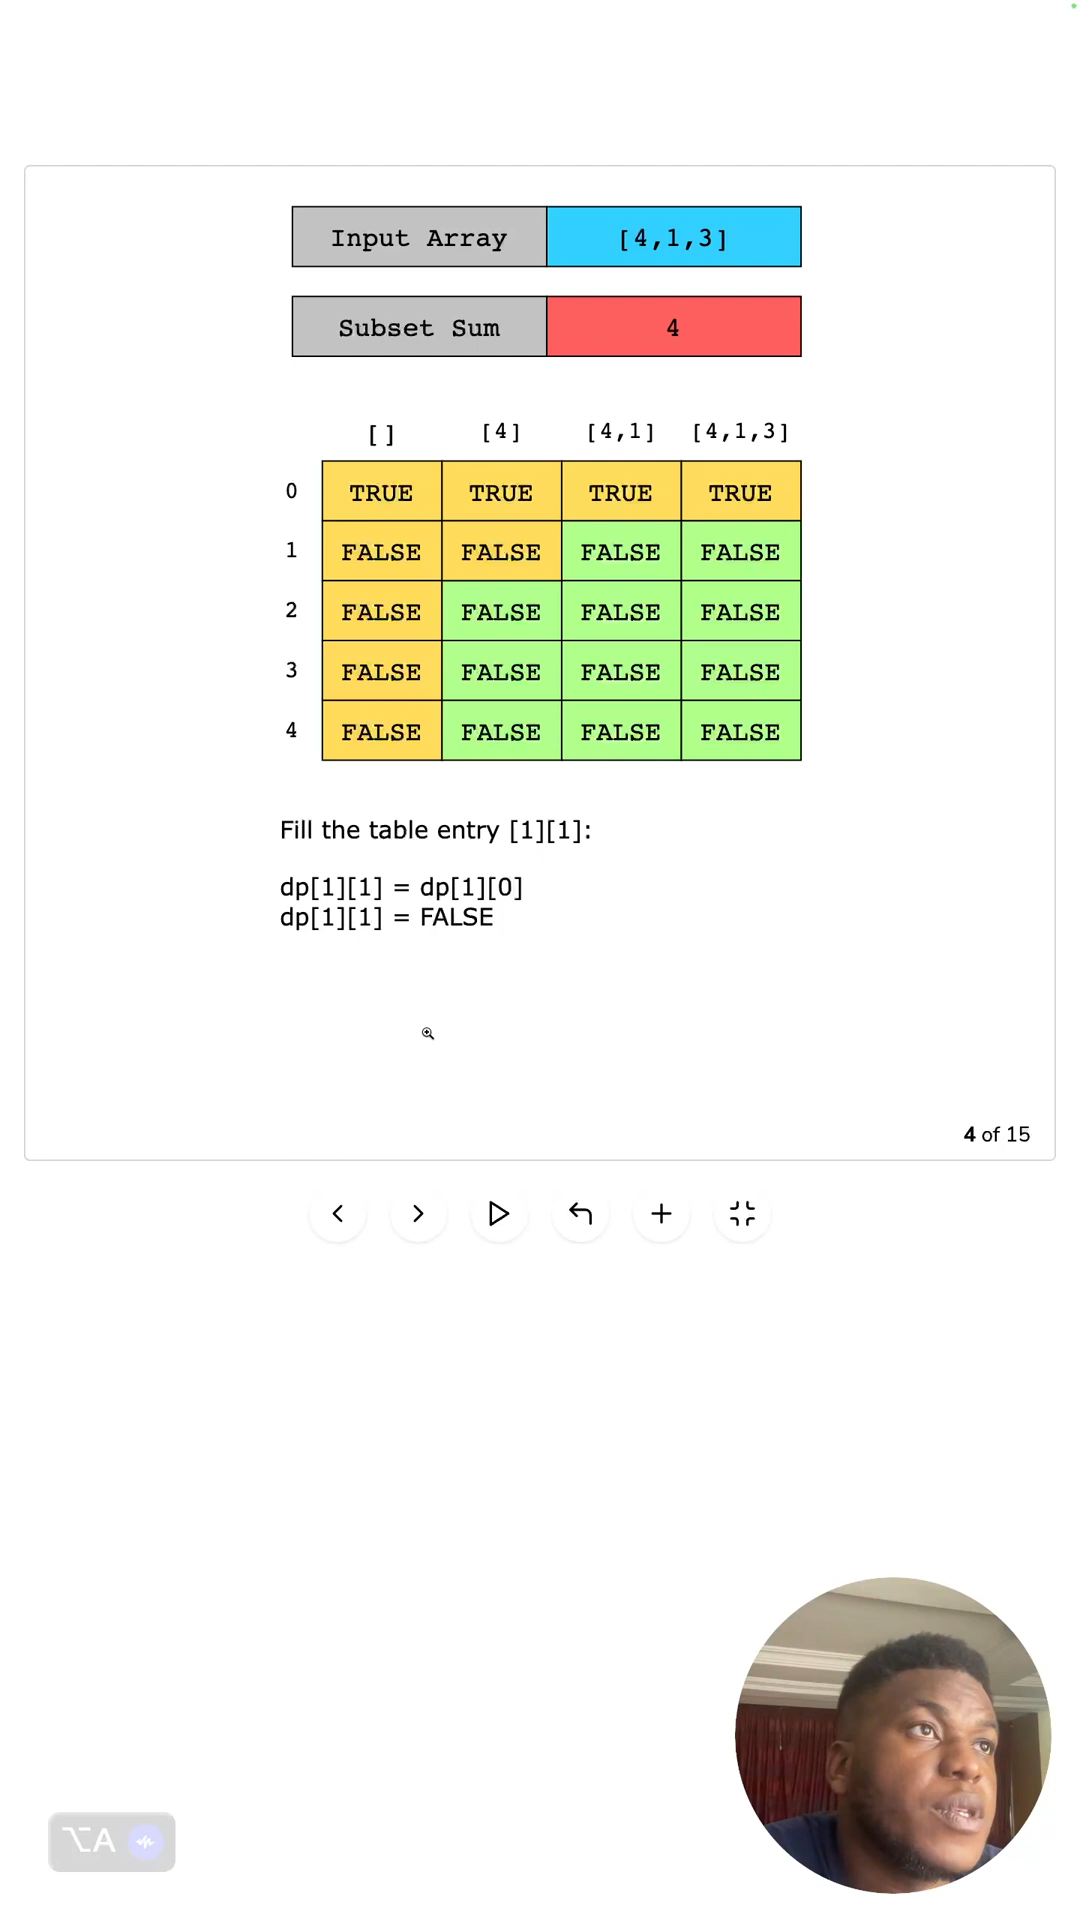 Input Array [4,1,3]
Subset Sum 4
[] [4] [4,1] [4,1,3]
0 TRUE TRUE TRUE TRUE
1 FALSE FALSE FALSE FALSE
2 FALSE FALSE FALSE FALSE
3 FALSE FALSE FALSE FALSE
4 FALSE FALSE FALSE FALSE
Fill the table entry [1][1]:
dp[1][1] = dp[1][0]
dp[1][1] = FALSE
4 of 15
⌥A